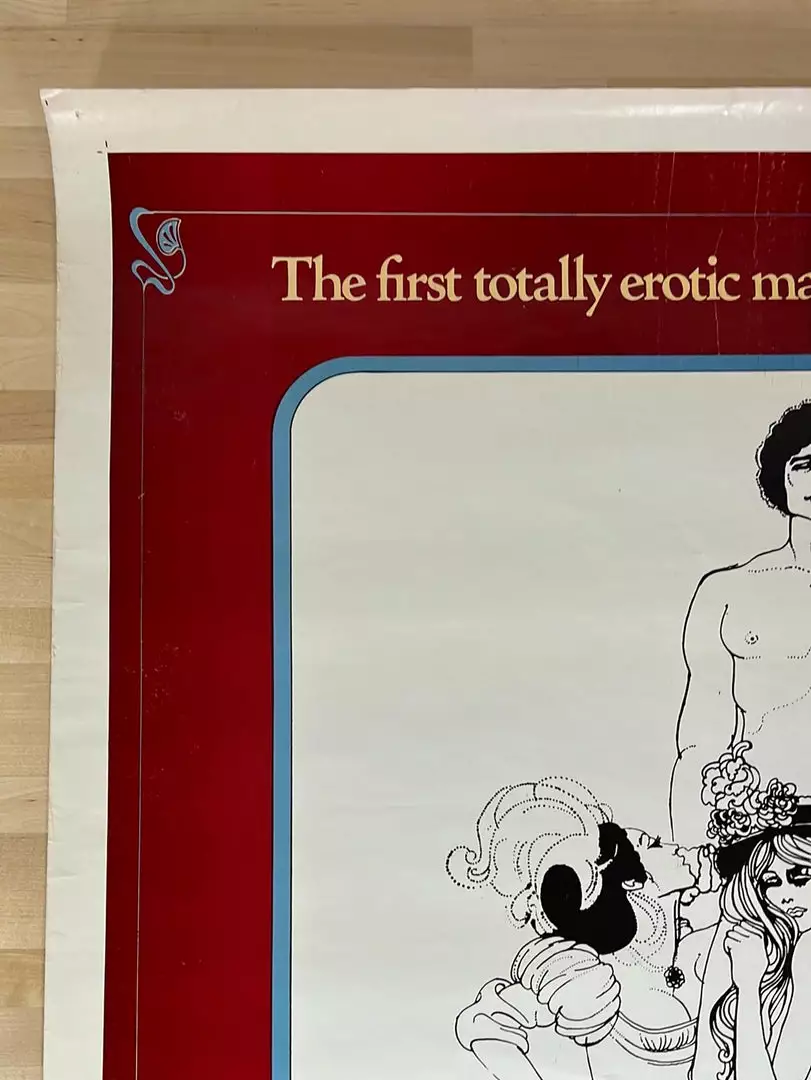 The first totally erotic ma